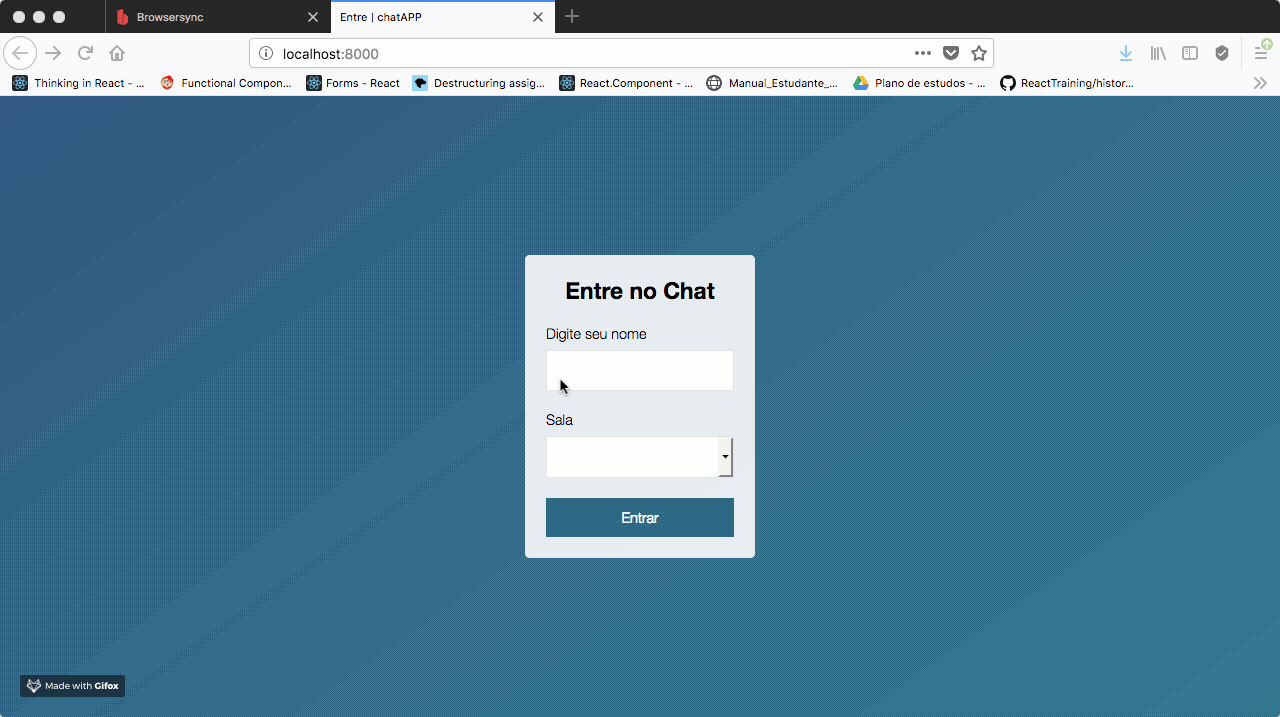 Browsersync
Entre | chatAPP
localhost:8000
Thinking in React - ...
Functional Compon...
Forms - React
Destructuring assig...
React.Component - ...
Manual_Estudante_...
Plano de estudos - ...
ReactTraining/histor...
Entre no Chat
Digite seu nome
Sala
Entrar
Made with Gifox